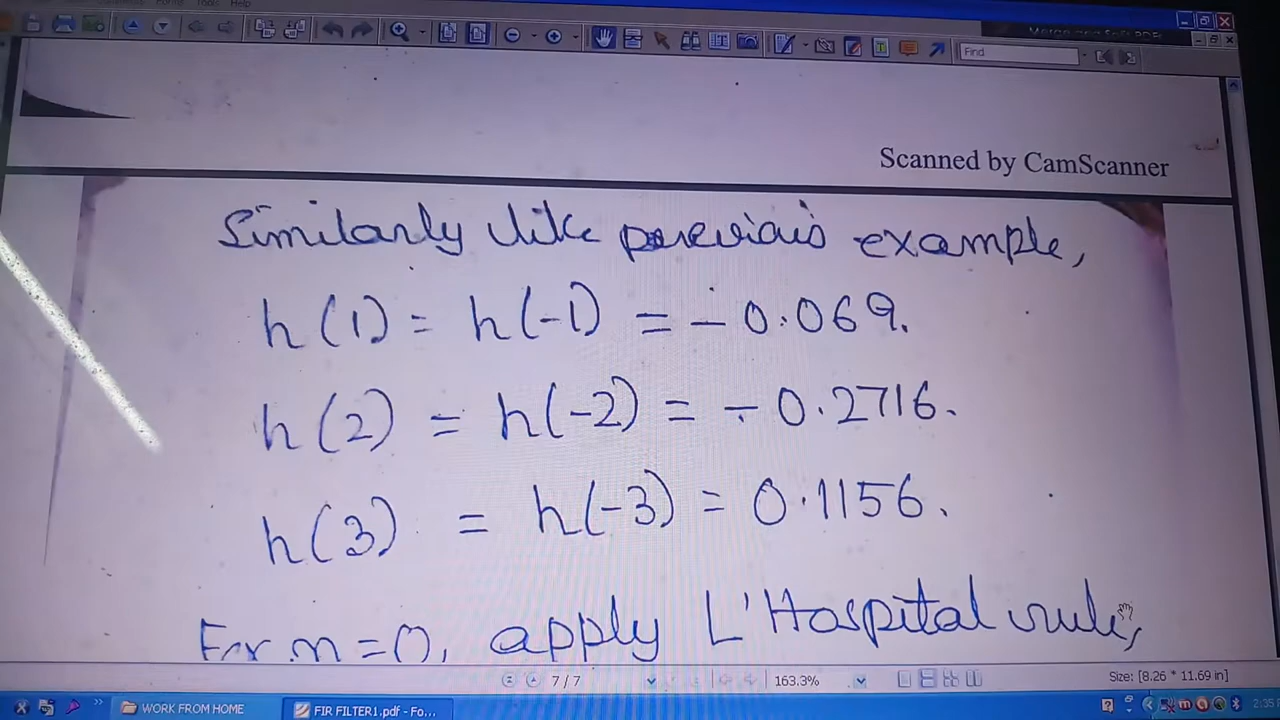 Find
Scanned by CamScanner
Similarly like previous example,
h(1) = h(-1) = -0.069.
h(2) = h(-2) = -0.2716.
h(3) = h(-3) = 0.1156.
For n=0, apply L'Hospital rule,
7 / 7
163.3%
Size: [8.26 * 11.69 in]
WORK FROM HOME
FIR FILTER1.pdf - Fo...
2:35